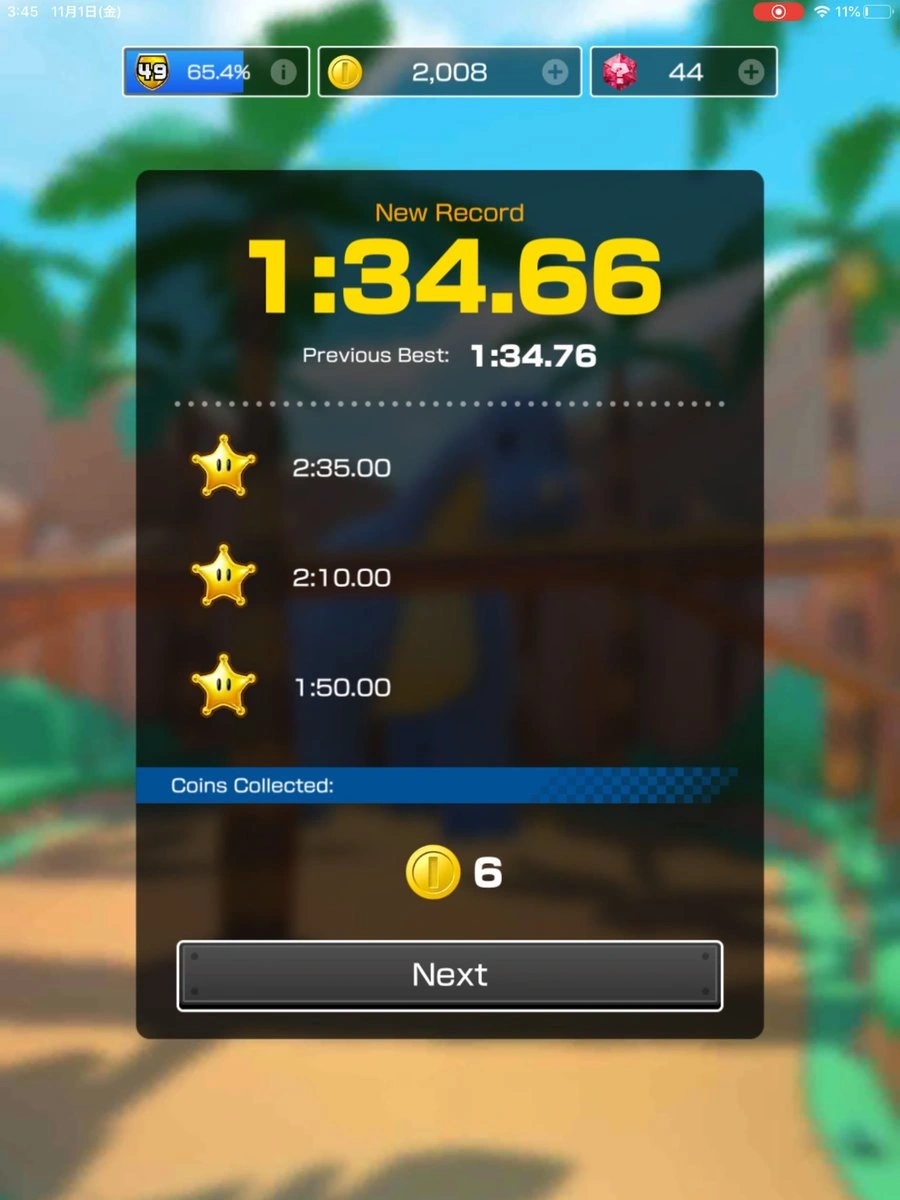 3:45 11月1日(金) 11%
49 65.4% i 2,008 44
New Record
1:34.66
Previous Best: 1:34.76
2:35.00
2:10.00
1:50.00
Coins Collected:
6
Next